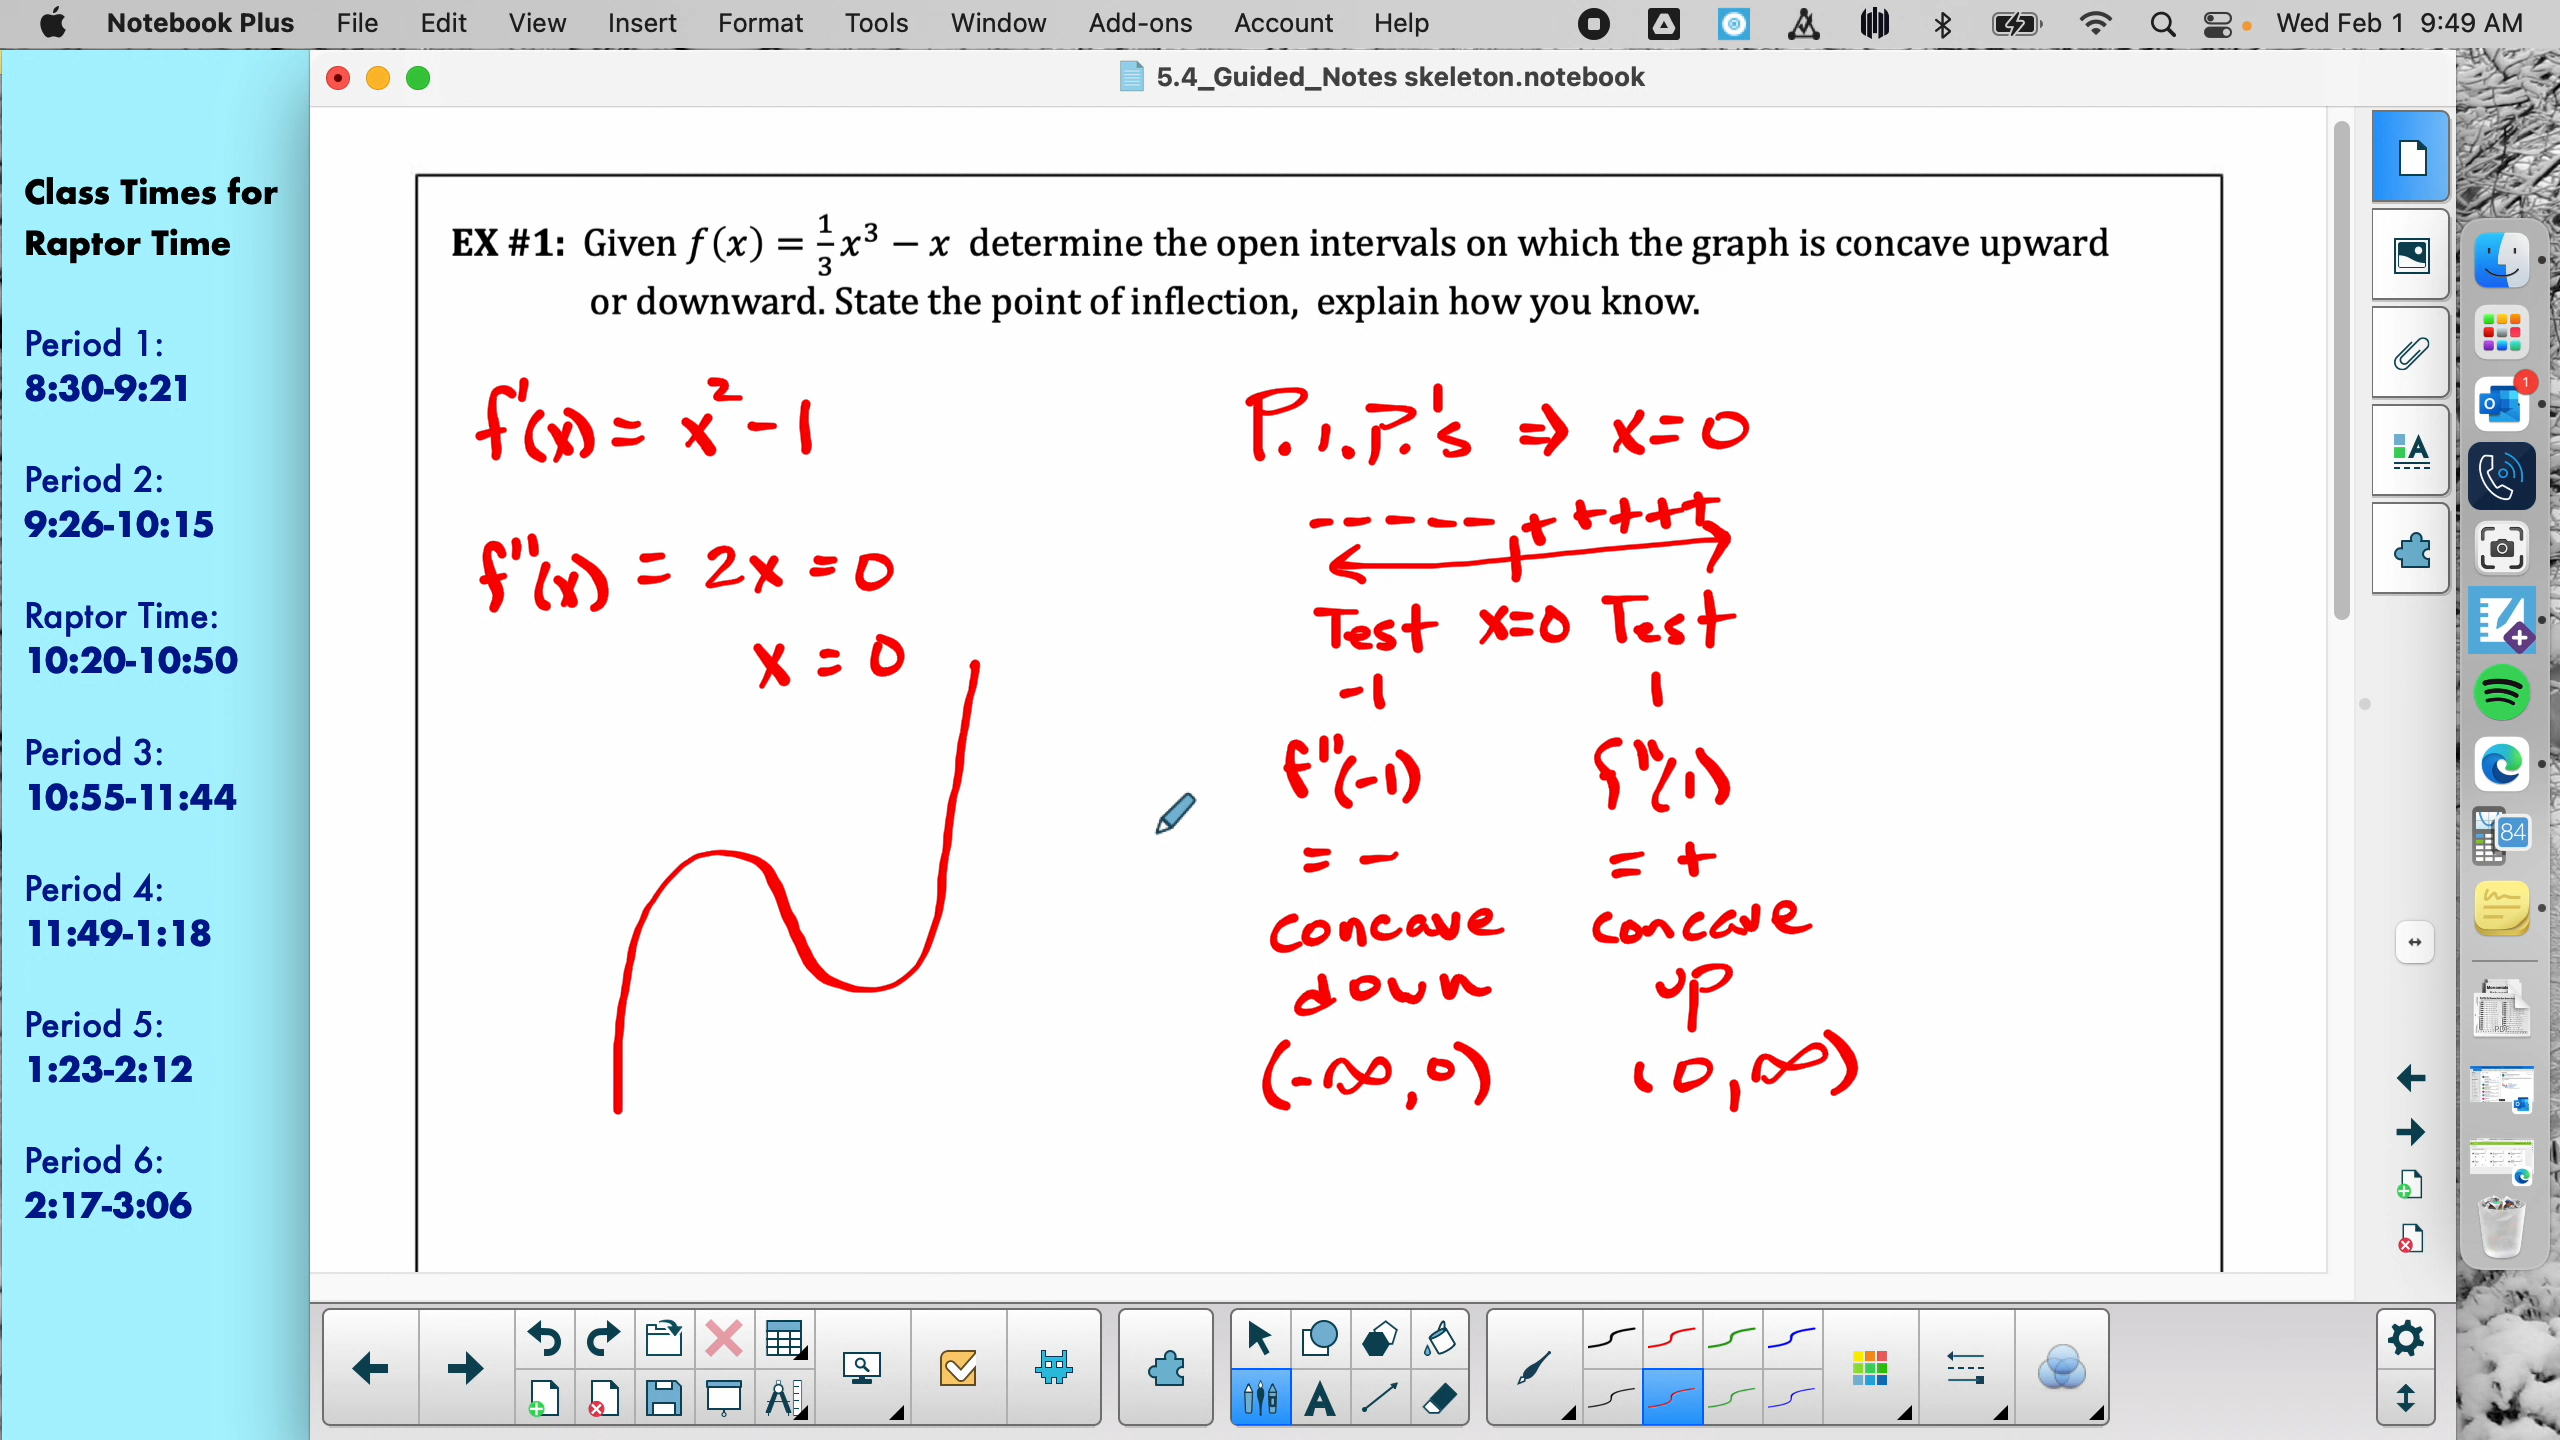 Notebook Plus File Edit View Insert Format Tools Window Add-ons Account Help Wed Feb 1 9:49 AM
5.4_Guided_Notes skeleton.notebook
Class Times for
Raptor Time
Period 1:
8:30-9:21
Period 2:
9:26-10:15
Raptor Time:
10:20-10:50
Period 3:
10:55-11:44
Period 4:
11:49-1:18
Period 5:
1:23-2:12
Period 6:
2:17-3:06
EX #1: Given f(x) = 1/3 x³ − x determine the open intervals on which the graph is concave upward
or downward. State the point of inflection, explain how you know.
f'(x) = x² - 1
f''(x) = 2x = 0
x = 0
P.I.P.'s ⇒ x=0
- - - - - + + + + +
Test x=0 Test
-1 1
f''(-1) f''(1)
= - = +
concave concave
down up
(-∞,0) (0,∞)
1
84
A
A